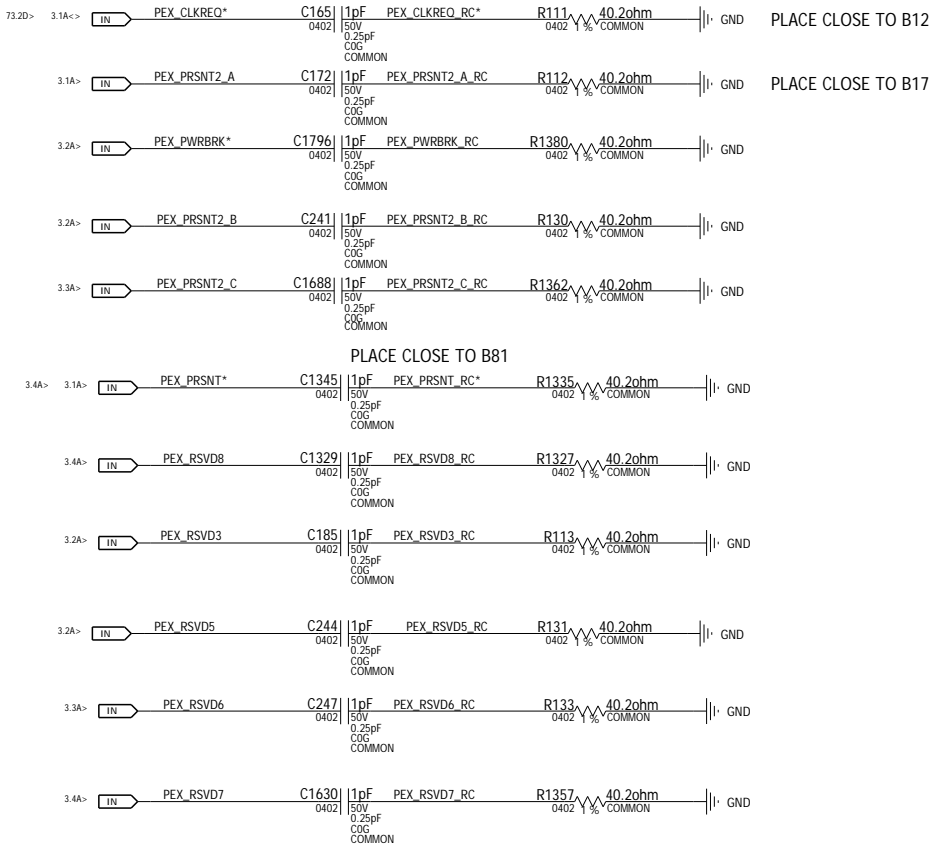 73.2D> 3.1A<> IN PEX_CLKREQ* C165 1pF PEX_CLKREQ_RC* R111 40.2ohm GND PLACE CLOSE TO B12
0402 50V 0402 1 % COMMON
0.25pF
C0G
COMMON
3.1A> IN PEX_PRSNT2_A C172 1pF PEX_PRSNT2_A_RC R112 40.2ohm GND PLACE CLOSE TO B17
0402 50V 0402 1 % COMMON
0.25pF
C0G
COMMON
3.2A> IN PEX_PWRBRK* C1796 1pF PEX_PWRBRK_RC R1380 40.2ohm GND
0402 50V 0402 1 % COMMON
0.25pF
C0G
COMMON
3.2A> IN PEX_PRSNT2_B C241 1pF PEX_PRSNT2_B_RC R130 40.2ohm GND
0402 50V 0402 1 % COMMON
0.25pF
C0G
COMMON
3.3A> IN PEX_PRSNT2_C C1688 1pF PEX_PRSNT2_C_RC R1362 40.2ohm GND
0402 50V 0402 1 % COMMON
0.25pF
C0G
COMMON
PLACE CLOSE TO B81
3.4A> 3.1A> IN PEX_PRSNT* C1345 1pF PEX_PRSNT_RC* R1335 40.2ohm GND
0402 50V 0402 1 % COMMON
0.25pF
C0G
COMMON
3.4A> IN PEX_RSVD8 C1329 1pF PEX_RSVD8_RC R1327 40.2ohm GND
0402 50V 0402 1 % COMMON
0.25pF
C0G
COMMON
3.2A> IN PEX_RSVD3 C185 1pF PEX_RSVD3_RC R113 40.2ohm GND
0402 50V 0402 1 % COMMON
0.25pF
C0G
COMMON
3.2A> IN PEX_RSVD5 C244 1pF PEX_RSVD5_RC R131 40.2ohm GND
0402 50V 0402 1 % COMMON
0.25pF
C0G
COMMON
3.3A> IN PEX_RSVD6 C247 1pF PEX_RSVD6_RC R133 40.2ohm GND
0402 50V 0402 1 % COMMON
0.25pF
C0G
COMMON
3.4A> IN PEX_RSVD7 C1630 1pF PEX_RSVD7_RC R1357 40.2ohm GND
0402 50V 0402 1 % COMMON
0.25pF
C0G
COMMON